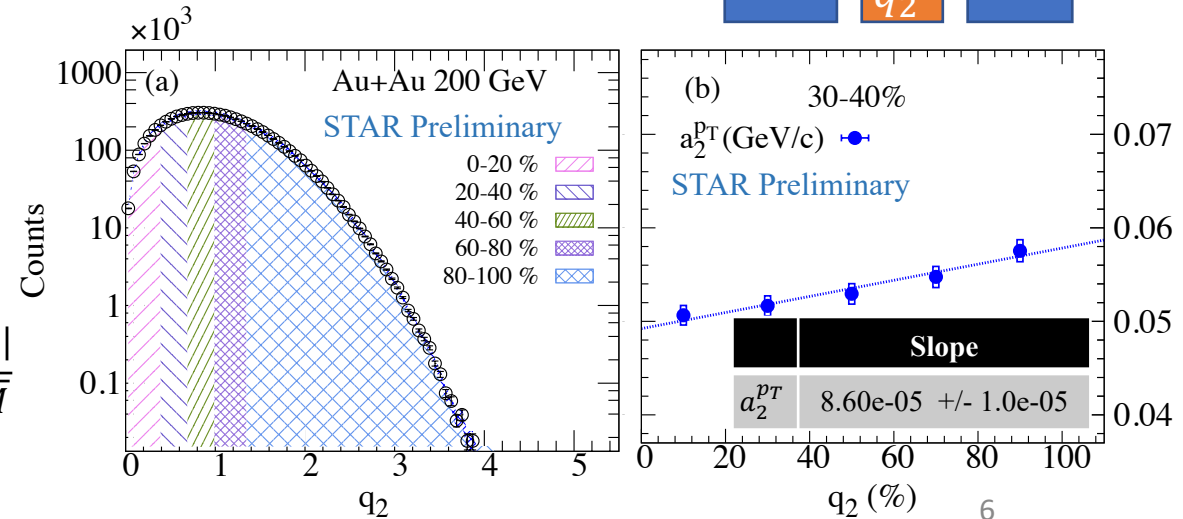 q2
×10³
1000
100
10
1
0.1
Counts
(a)
Au+Au 200 GeV
STAR Preliminary
0-20 %
20-40 %
40-60 %
60-80 %
80-100 %
0 1 2 3 4 5
q₂
(b)
30-40%
a₂^pT (GeV/c)
STAR Preliminary
0.07
0.06
0.05
0.04
Slope
a₂^pT 8.60e-05 +/- 1.0e-05
0 20 40 60 80 100
q₂ (%)
6